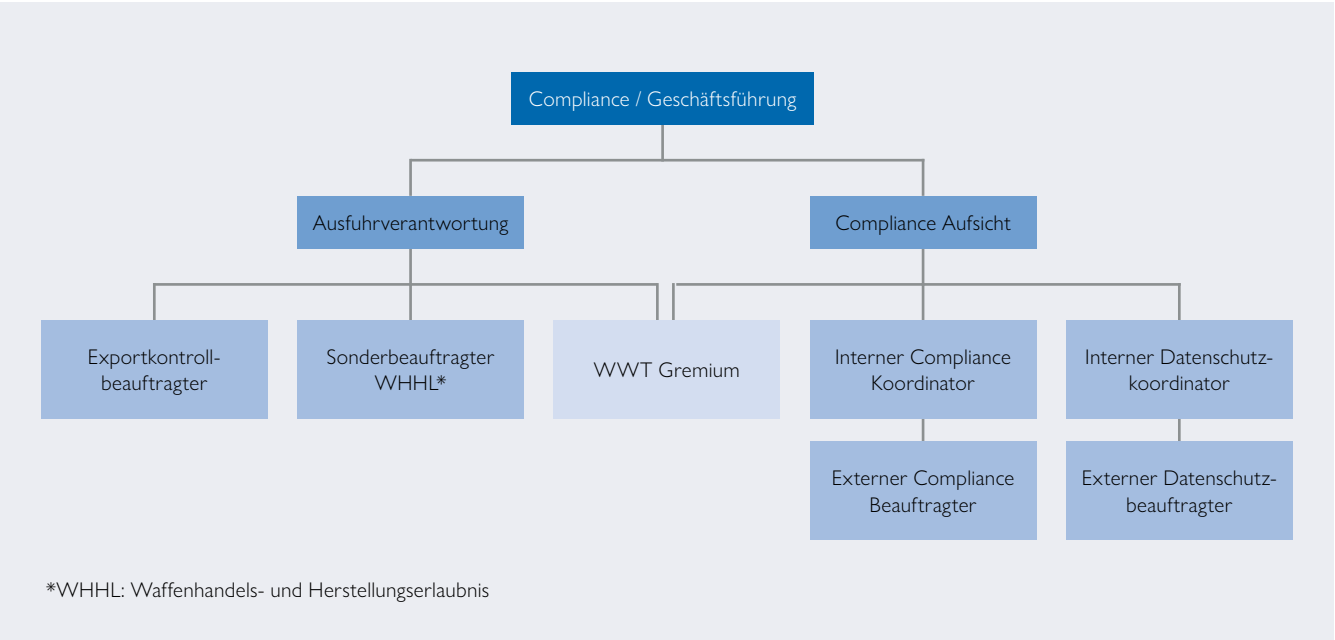 Compliance / Geschäftsführung
Ausfuhrverantwortung
Compliance Aufsicht
Exportkontroll-
beauftragter
Sonderbeauftragter
WHHL*
WWT Gremium
Interner Compliance
Koordinator
Interner Datenschutz-
koordinator
Externer Compliance
Beauftragter
Externer Datenschutz-
beauftragter
*WHHL: Waffenhandels- und Herstellungserlaubnis